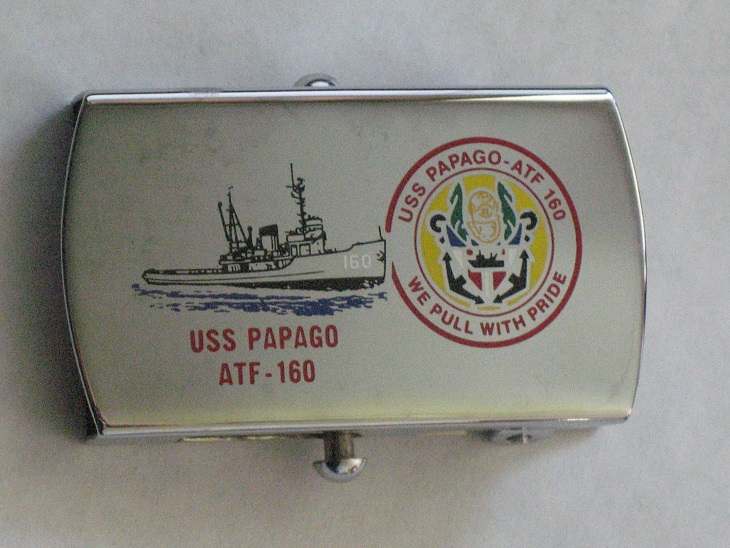 160
USS PAPAGO
ATF-160
USS PAPAGO-ATF 160
WE PULL WITH PRIDE